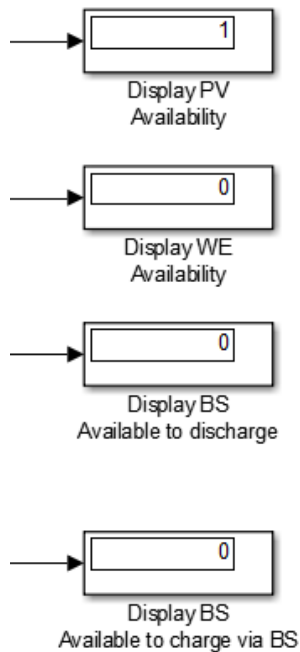 1
Display PV
Availability
0
Display WE
Availability
0
Display BS
Available to discharge
0
Display BS
Available to charge via BS